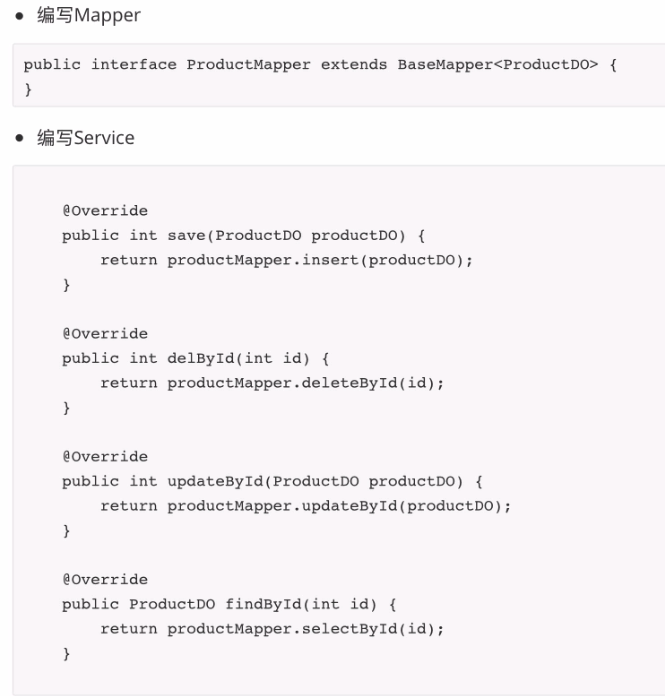 编写Mapper
public interface ProductMapper extends BaseMapper<ProductDO> {
}
编写Service
@Override
public int save(ProductDO productDO) {
return productMapper.insert(productDO);
}
@Override
public int delById(int id) {
return productMapper.deleteById(id);
}
@Override
public int updateById(ProductDO productDO) {
return productMapper.updateById(productDO);
}
@Override
public ProductDO findById(int id) {
return productMapper.selectById(id);
}